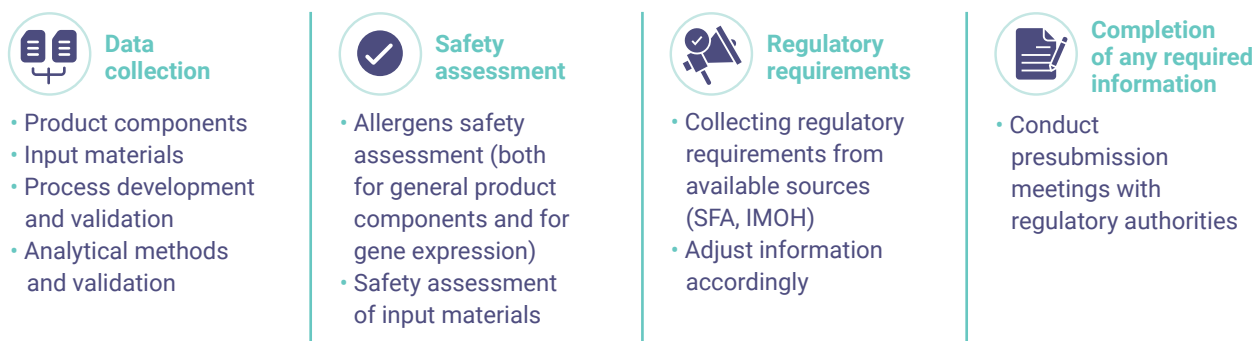 Data
collection
• Product components
• Input materials
• Process development
and validation
• Analytical methods
and validation
Safety
assessment
• Allergens safety
assessment (both
for general product
components and for
gene expression)
• Safety assessment
of input materials
Regulatory
requirements
• Collecting regulatory
requirements from
available sources
(SFA, IMOH)
• Adjust information
accordingly
Completion
of any required
information
• Conduct
presubmission
meetings with
regulatory authorities